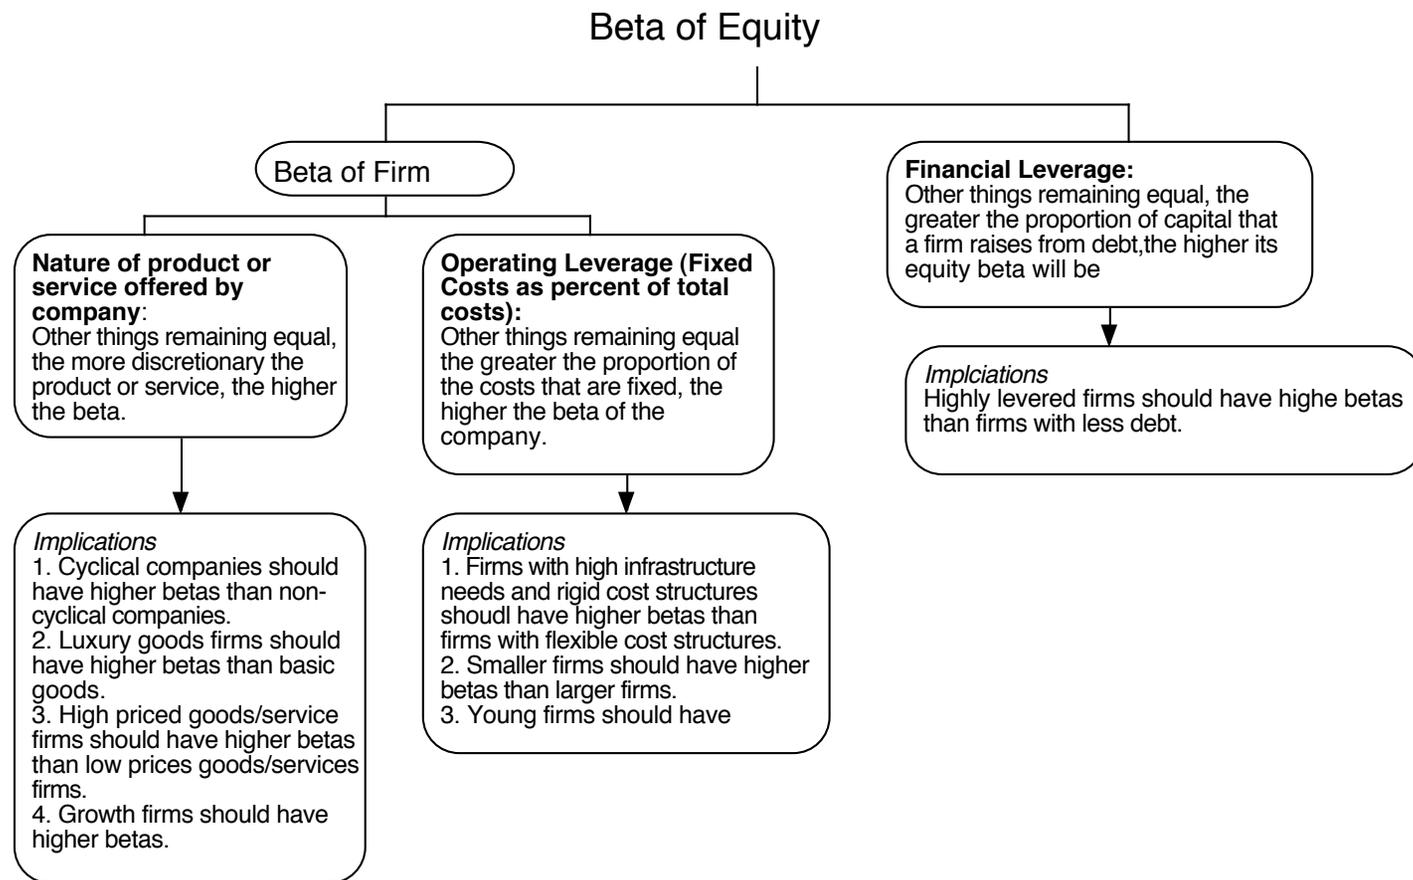 Beta of Equity
Beta of Firm
Nature of product or
service offered by
company:
Other things remaining equal,
the more discretionary the
product or service, the higher
the beta.
Operating Leverage (Fixed
Costs as percent of total
costs):
Other things remaining equal
the greater the proportion of
the costs that are fixed, the
higher the beta of the
company.
Financial Leverage:
Other things remaining equal, the
greater the proportion of capital that
a firm raises from debt,the higher its
equity beta will be
Implciations
Highly levered firms should have highe betas
than firms with less debt.
Implications
1. Cyclical companies should
have higher betas than non-
cyclical companies.
2. Luxury goods firms should
have higher betas than basic
goods.
3. High priced goods/service
firms should have higher betas
than low prices goods/services
firms.
4. Growth firms should have
higher betas.
Implications
1. Firms with high infrastructure
needs and rigid cost structures
shoudl have higher betas than
firms with flexible cost structures.
2. Smaller firms should have higher
betas than larger firms.
3. Young firms should have